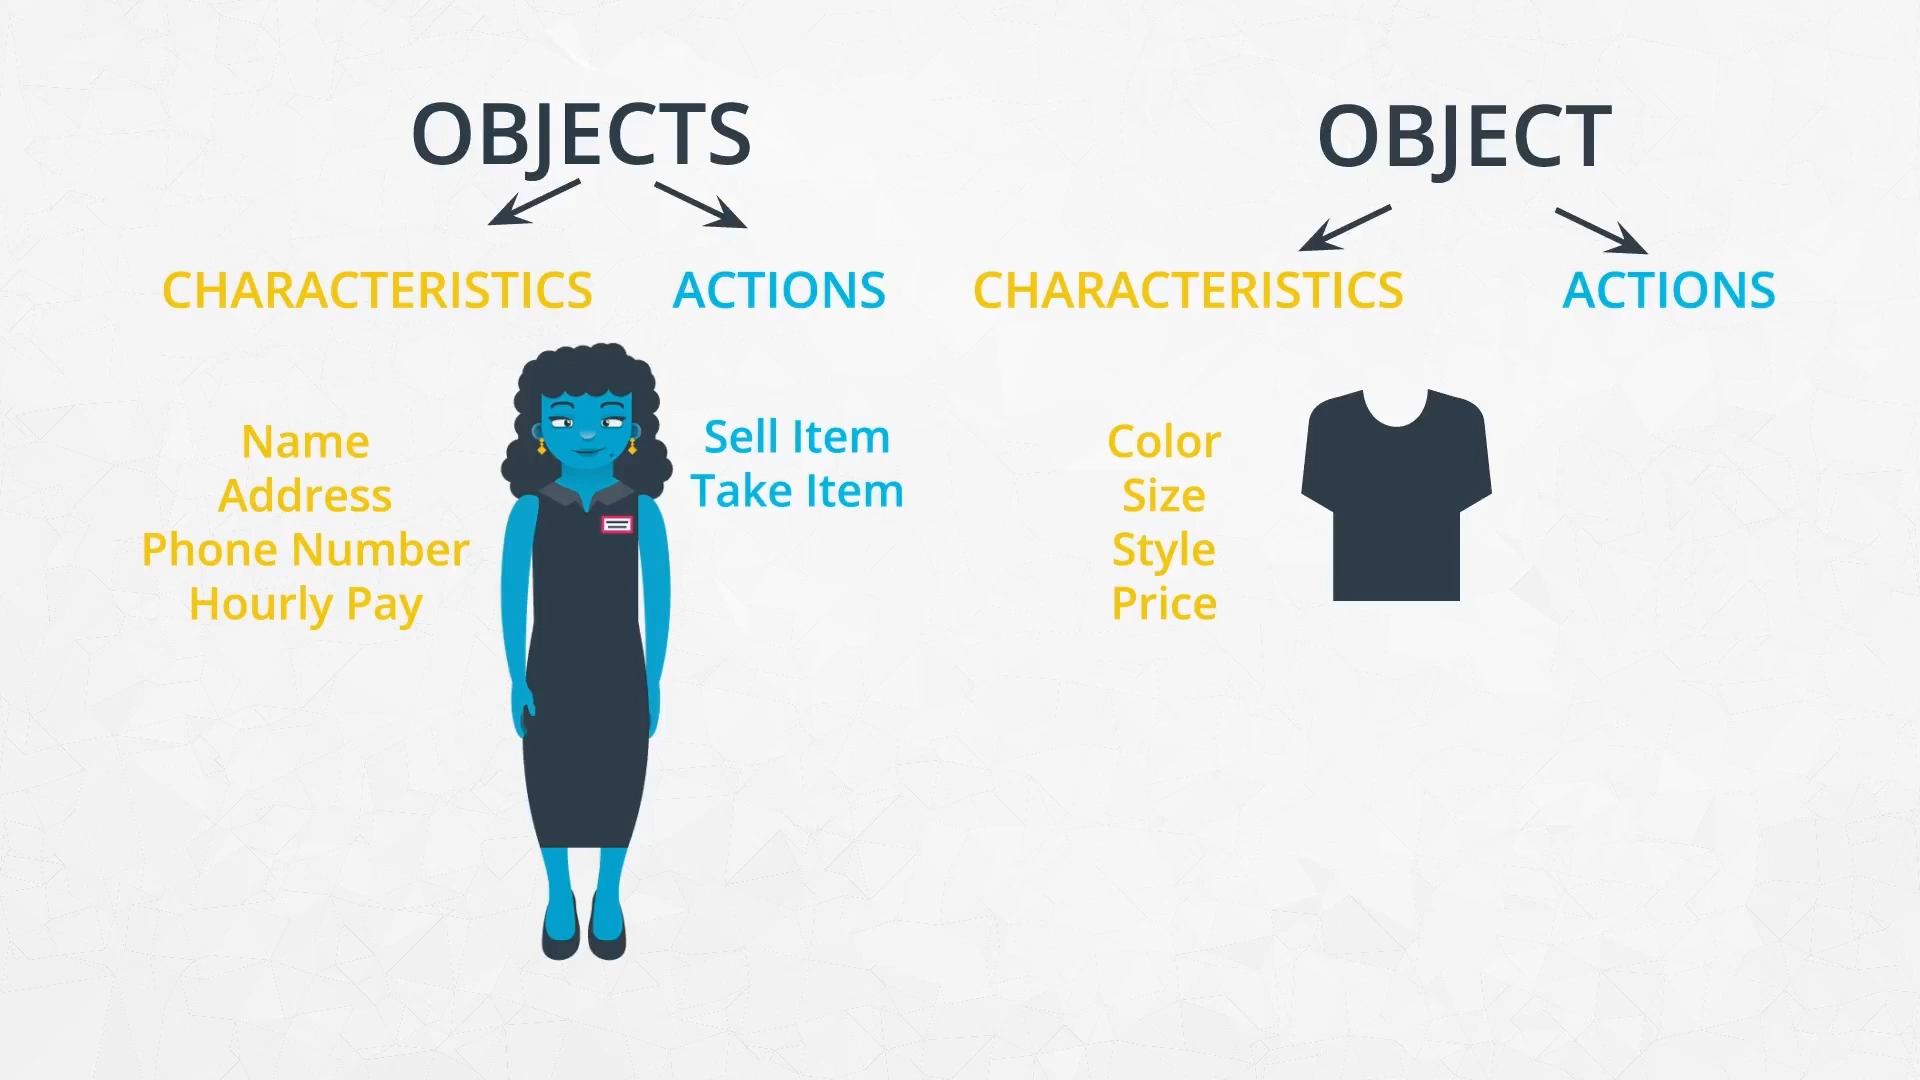 OBJECTS
CHARACTERISTICS
ACTIONS
Name
Address
Phone Number
Hourly Pay
Sell Item
Take Item
OBJECT
CHARACTERISTICS
ACTIONS
Color
Size
Style
Price